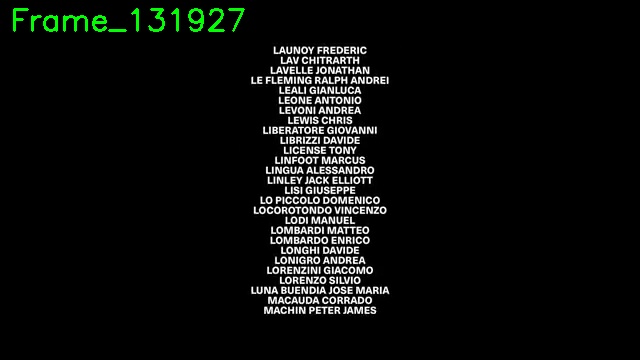 Frame_131927
LAUNOY FREDERIC
LAV CHITRARTH
LAVELLE JONATHAN
LE FLEMING RALPH ANDREI
LEALI GIANLUCA
LEONE ANTONIO
LEVONI ANDREA
LEWIS CHRIS
LIBERATORE GIOVANNI
LIBRIZZI DAVIDE
LICENSE TONY
LINFOOT MARCUS
LINGUA ALESSANDRO
LINLEY JACK ELLIOTT
LISI GIUSEPPE
LO PICCOLO DOMENICO
LOCOROTONDO VINCENZO
LODI MANUEL
LOMBARDI MATTEO
LOMBARDO ENRICO
LONGHI DAVIDE
LONIGRO ANDREA
LORENZINI GIACOMO
LORENZO SILVIO
LUNA BUENDIA JOSE MARIA
MACAUDA CORRADO
MACHIN PETER JAMES